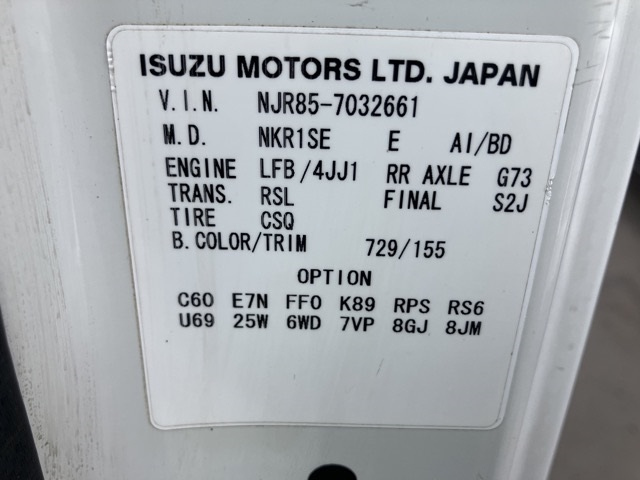 ISUZU MOTORS LTD. JAPAN
V.I.N. NJR85-7032661
M.D. NKR1SE E AI/BD
ENGINE LFB/4JJ1 RR AXLE G73
TRANS. RSL FINAL S2J
TIRE CSQ
B.COLOR/TRIM 729/155
OPTION
C60 E7N FF0 K89 RPS RS6
U69 25W 6WD 7VP 8GJ 8JM